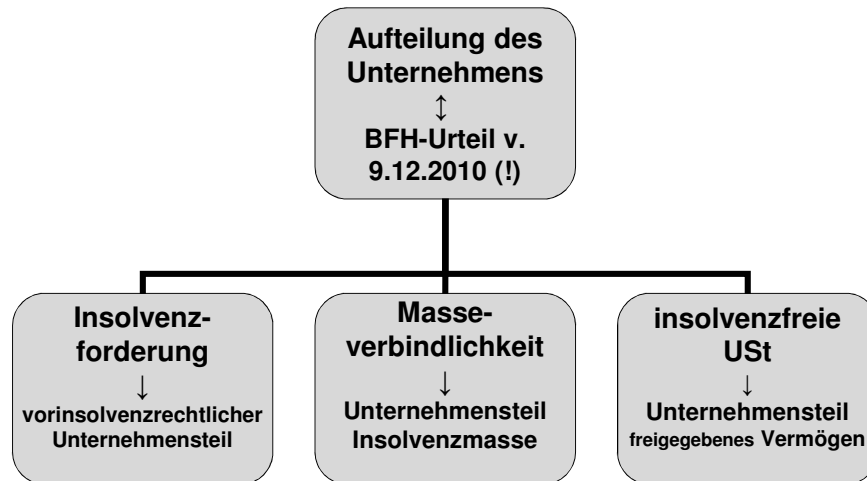 Aufteilung des
Unternehmens
↕
BFH-Urteil v.
9.12.2010 (!)
Insolvenz-
forderung
↓
vorinsolvenzrechtlicher
Unternehmensteil
Masse-
verbindlichkeit
↓
Unternehmensteil
Insolvenzmasse
insolvenzfreie
USt
↓
Unternehmensteil
freigegebenes Vermögen